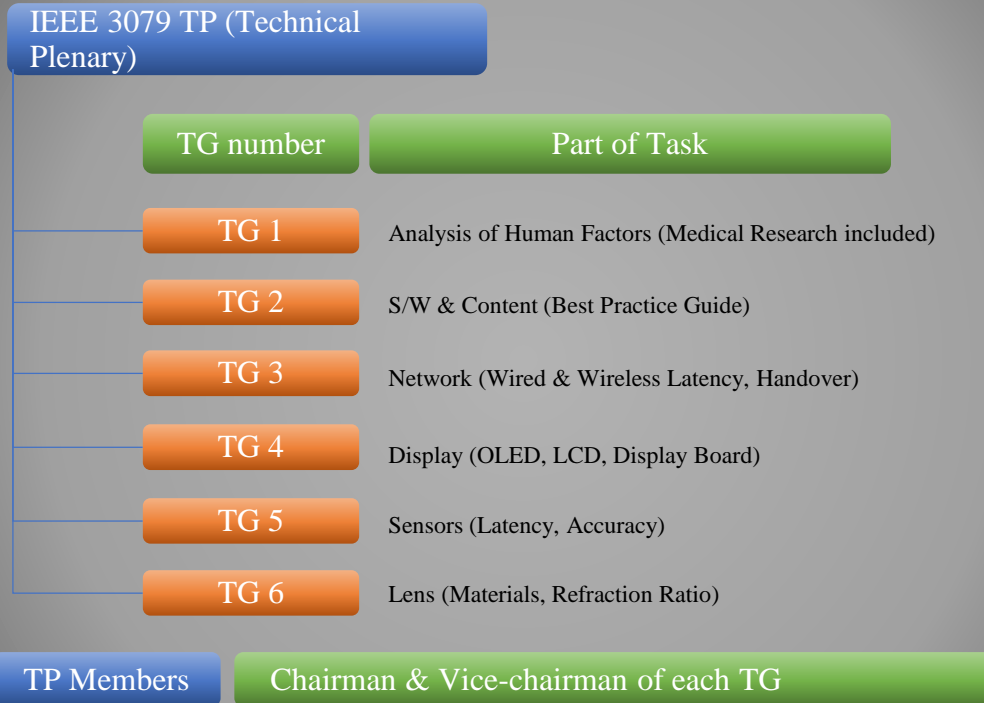 IEEE 3079 TP (Technical
Plenary)
TG number Part of Task
TG 1 Analysis of Human Factors (Medical Research included)
TG 2 S/W & Content (Best Practice Guide)
TG 3 Network (Wired & Wireless Latency, Handover)
TG 4 Display (OLED, LCD, Display Board)
TG 5 Sensors (Latency, Accuracy)
TG 6 Lens (Materials, Refraction Ratio)
TP Members Chairman & Vice-chairman of each TG